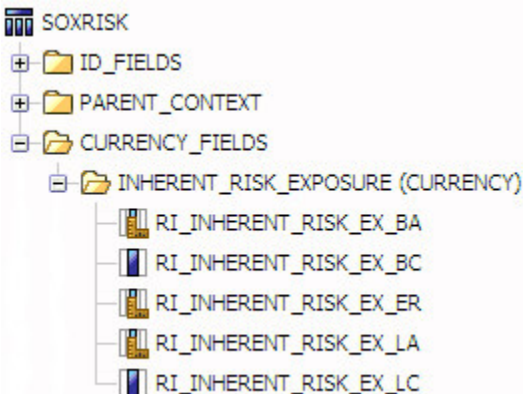 SOXRISK
ID_FIELDS
PARENT_CONTEXT
CURRENCY_FIELDS
INHERENT_RISK_EXPOSURE (CURRENCY)
RI_INHERENT_RISK_EX_BA
RI_INHERENT_RISK_EX_BC
RI_INHERENT_RISK_EX_ER
RI_INHERENT_RISK_EX_LA
RI_INHERENT_RISK_EX_LC